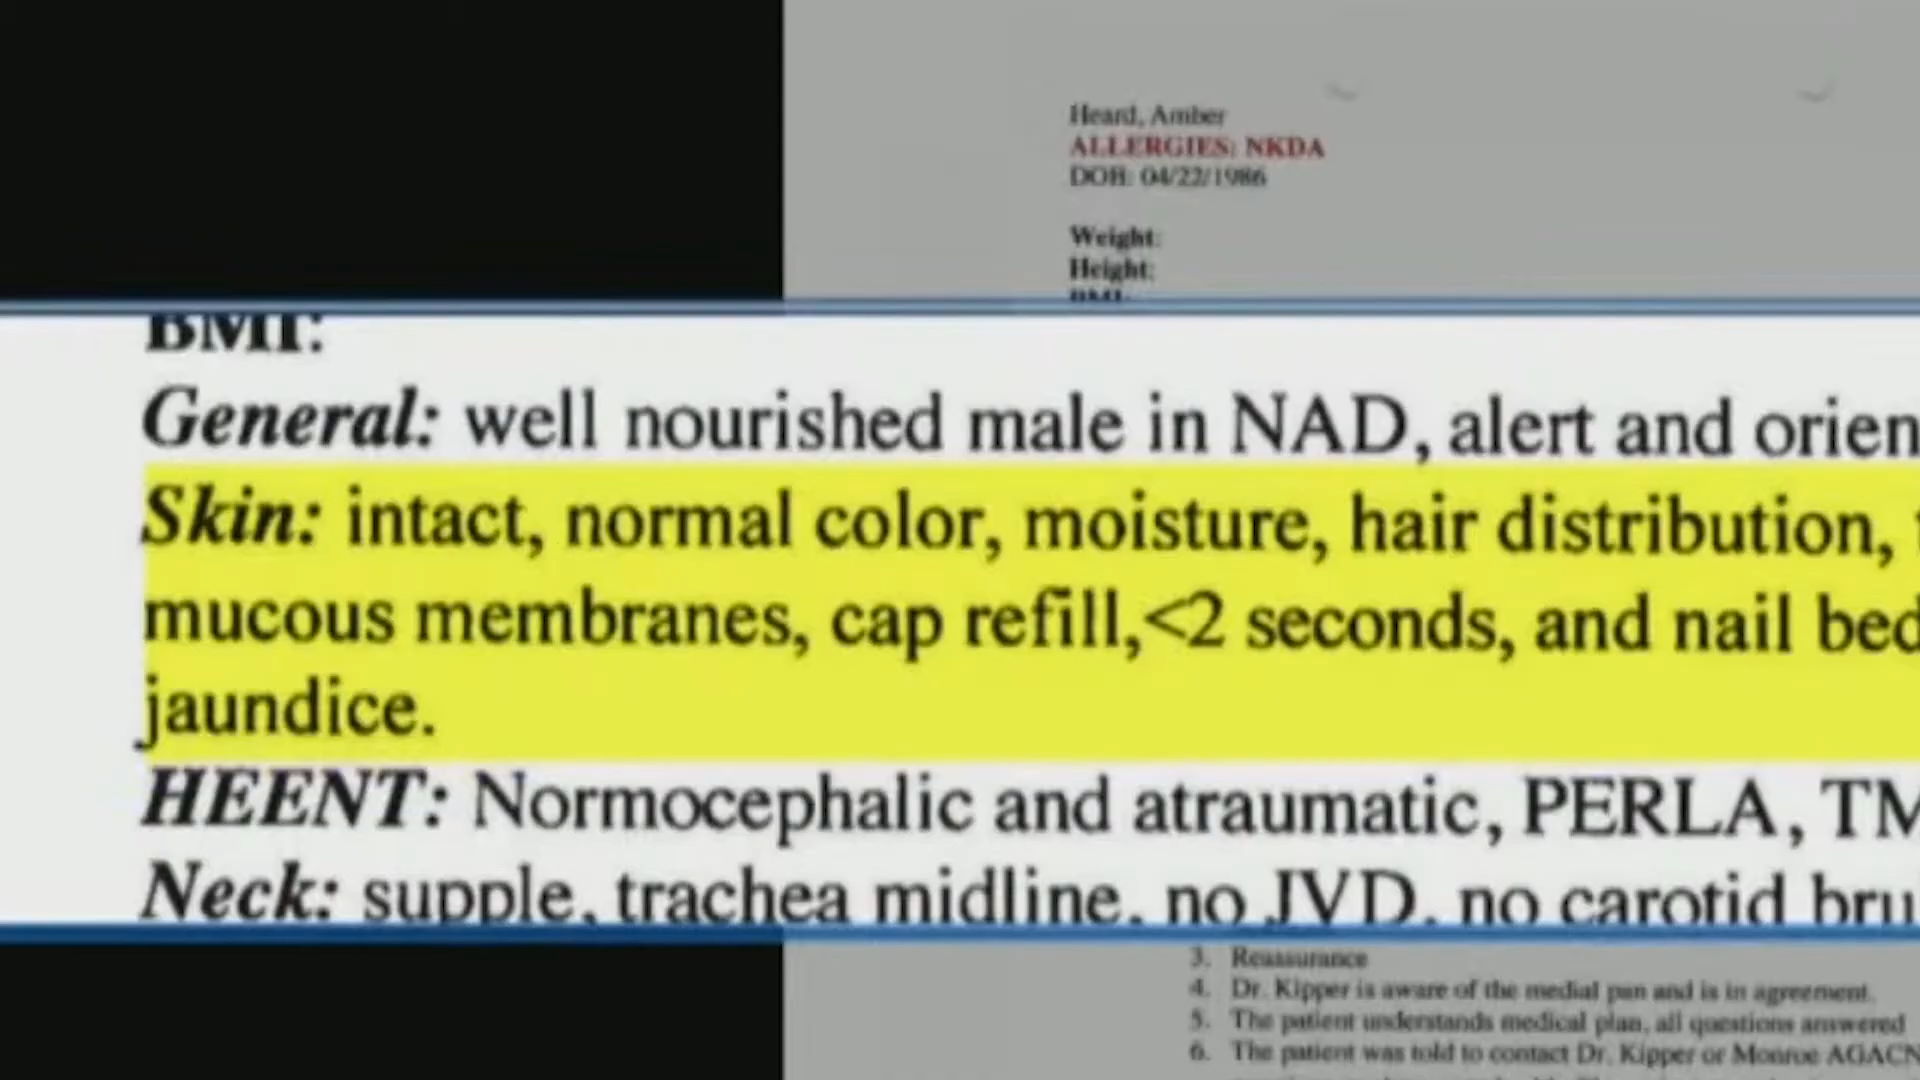 Heard, Amber
ALLERGIES: NKDA
DOB: 04/22/1986
Weight:
Height:
BMI:
BMI:
General: well nourished male in NAD, alert and orien
Skin: intact, normal color, moisture, hair distribution,
mucous membranes, cap refill,<2 seconds, and nail bed
jaundice.
HEENT: Normocephalic and atraumatic, PERLA, TM
Neck: supple, trachea midline, no JVD, no carotid bru
3. Reassurance
4. Dr. Kipper is aware of the medial pan and is in agreement.
5. The patient understands medical plan, all questions answered
6. The patient was told to contact Dr. Kipper or Monroe AGACN